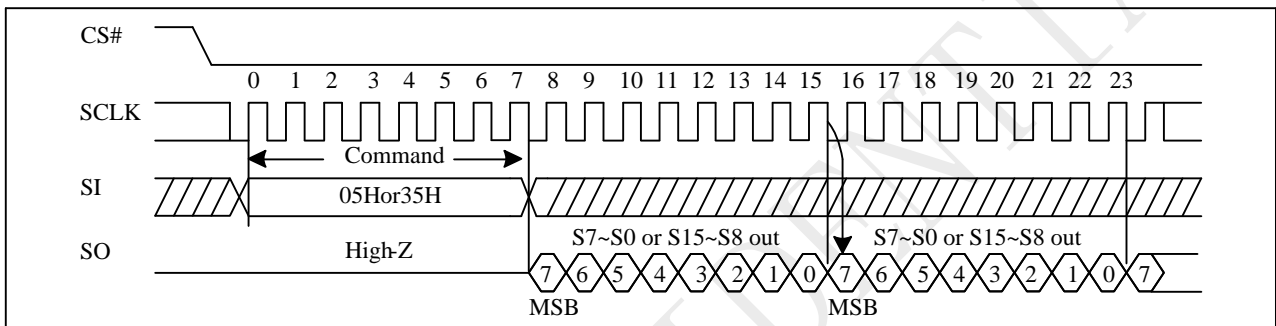 CS#
0 1 2 3 4 5 6 7 8 9 10 11 12 13 14 15 16 17 18 19 20 21 22 23
SCLK
Command
SI
05Hor35H
S7~S0 or S15~S8 out S7~S0 or S15~S8 out
SO
High-Z
7 6 5 4 3 2 1 0 7 6 5 4 3 2 1 0 7
MSB MSB